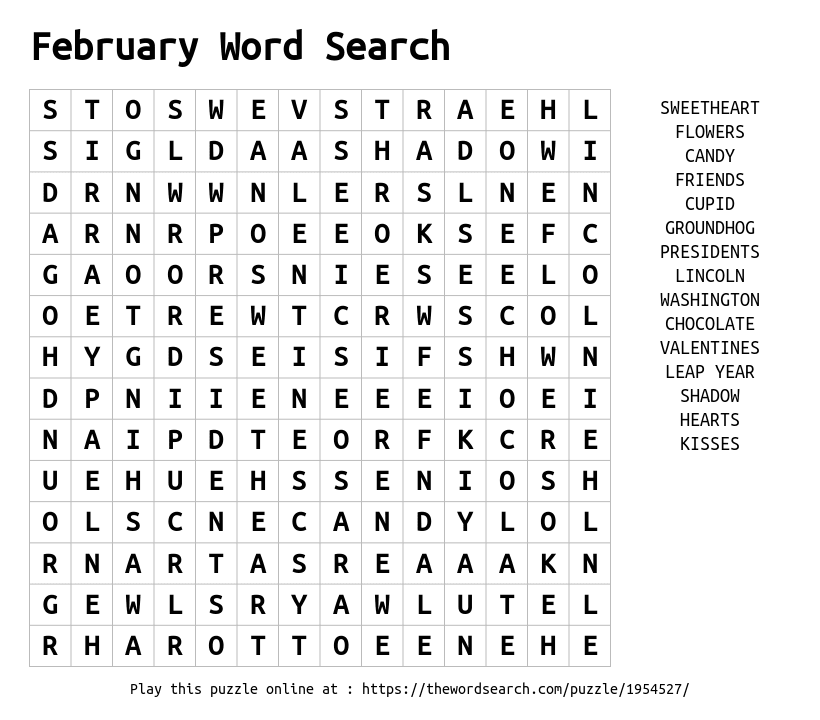 February Word Search
S T O S W E V S T R A E H L
S I G L D A A S H A D O W I
D R N W W N L E R S L N E N
A R N R P O E E O K S E F C
G A O O R S N I E S E E L O
O E T R E W T C R W S C O L
H Y G D S E I S I F S H W N
D P N I I E N E E E I O E I
N A I P D T E O R F K C R E
U E H U E H S S E N I O S H
O L S C N E C A N D Y L O L
R N A R T A S R E A A A K N
G E W L S R Y A W L U T E L
R H A R O T T O E E N E H E
SWEETHEART
FLOWERS
CANDY
FRIENDS
CUPID
GROUNDHOG
PRESIDENTS
LINCOLN
WASHINGTON
CHOCOLATE
VALENTINES
LEAP YEAR
SHADOW
HEARTS
KISSES
Play this puzzle online at : https://thewordsearch.com/puzzle/1954527/